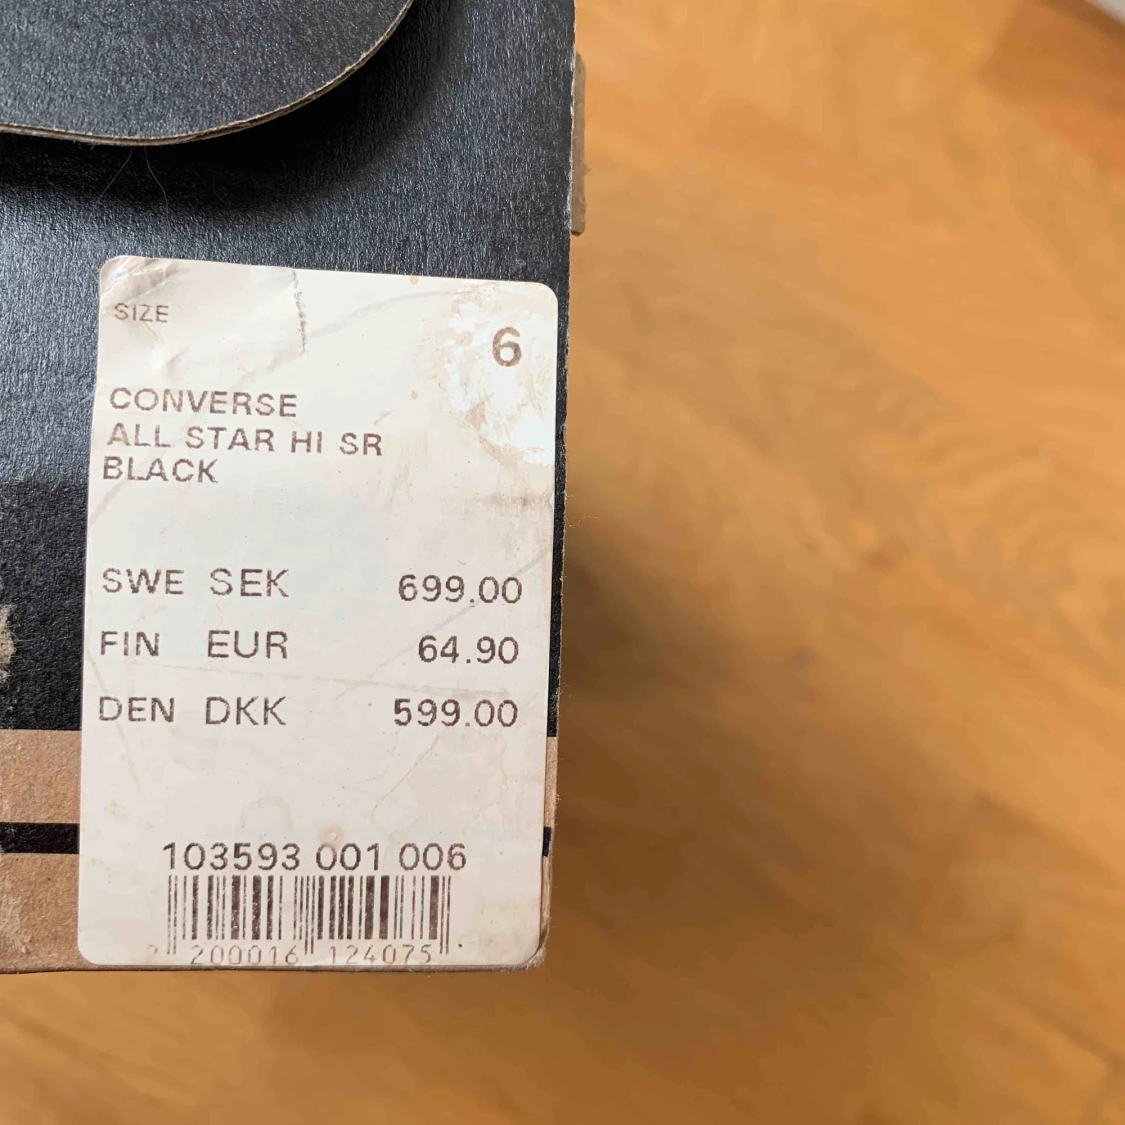 SIZE
6
CONVERSE
ALL STAR HI SR
BLACK
SWE SEK 699.00
FIN EUR 64.90
DEN DKK 599.00
103593 001 006
2 200016 124075